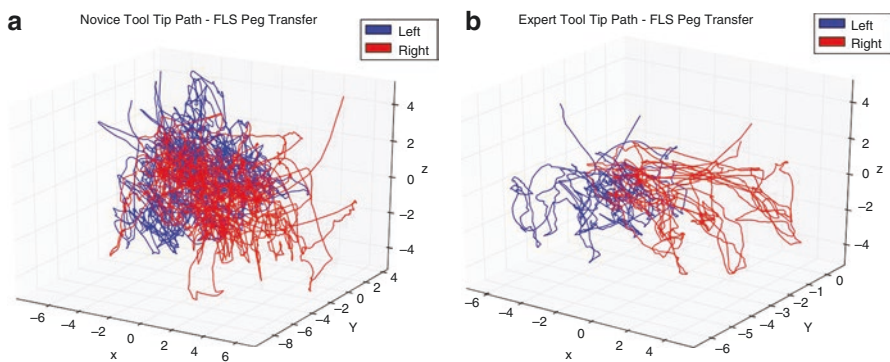 a
Novice Tool Tip Path - FLS Peg Transfer
Left
Right
4
2
0
−2
−4
z
−6
−4
−2
0
2
4
6
x
−8
−6
−4
−2
0
2
4
Y
b
Expert Tool Tip Path - FLS Peg Transfer
Left
Right
4
2
0
−2
−4
z
−6
−4
−2
0
2
4
x
−6
−5
−4
−3
−2
−1
0
Y